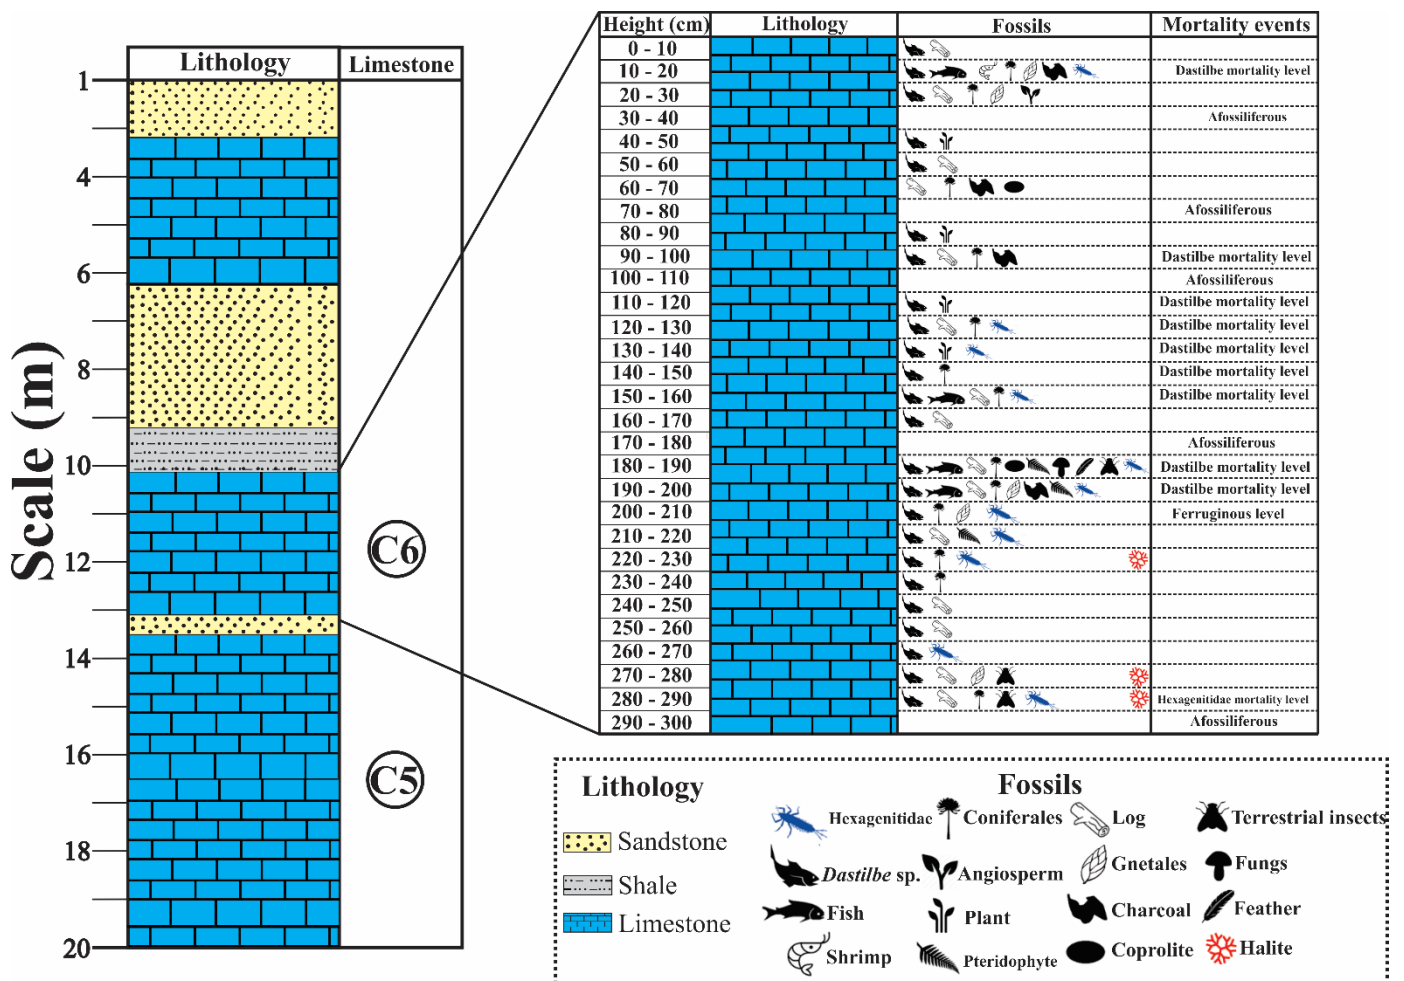 Lithology Limestone
1
4
6
8
10
12
14
16
18
20
Scale (m)
C6
C5
Height (cm) Lithology Fossils Mortality events
0 - 10
10 - 20 Dastilbe mortality level
20 - 30
30 - 40 Afossiliferous
40 - 50
50 - 60
60 - 70
70 - 80 Afossiliferous
80 - 90
90 - 100 Dastilbe mortality level
100 - 110 Afossiliferous
110 - 120 Dastilbe mortality level
120 - 130 Dastilbe mortality level
130 - 140 Dastilbe mortality level
140 - 150 Dastilbe mortality level
150 - 160 Dastilbe mortality level
160 - 170
170 - 180 Afossiliferous
180 - 190 Dastilbe mortality level
190 - 200 Dastilbe mortality level
200 - 210 Ferruginous level
210 - 220
220 - 230
230 - 240
240 - 250
250 - 260
260 - 270
270 - 280
280 - 290 Hexagenitidae mortality level
290 - 300 Afossiliferous
Lithology
Sandstone
Shale
Limestone
Fossils
Hexagenitidae Coniferales Log Terrestrial insects
Dastilbe sp. Angiosperm Gnetales Fungs
Fish Plant Charcoal Feather
Shrimp Pteridophyte Coprolite Halite